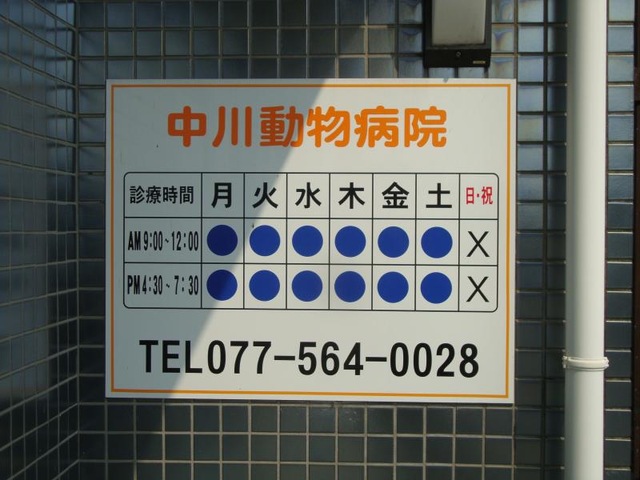 中川動物病院
診療時間 月 火 水 木 金 土 日・祝
AM 9:00~12:00 ● ● ● ● ● ● X
PM 4:30~7:30 ● ● ● ● ● ● X
TEL077-564-0028